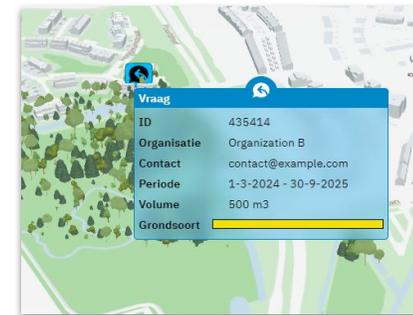 Vraag
ID 435414
Organisatie Organization B
Contact contact@example.com
Periode 1-3-2024 - 30-9-2025
Volume 500 m3
Grondsoort